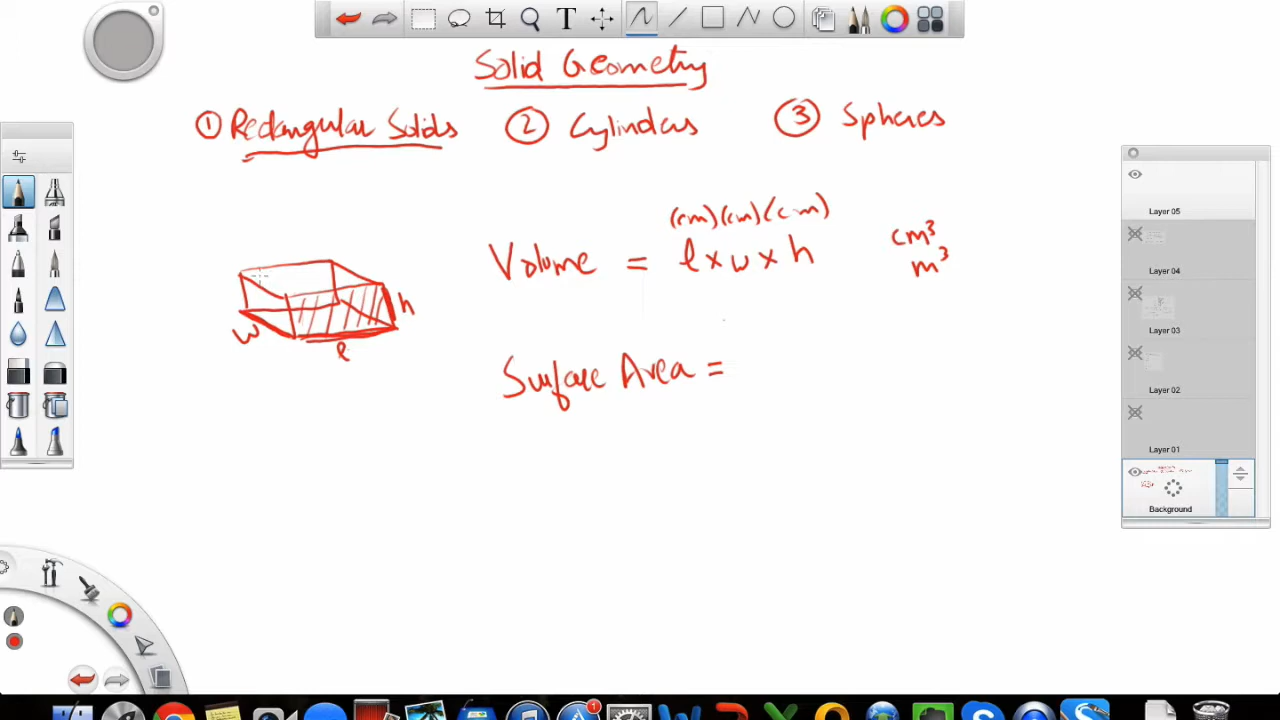 Solid Geometry
① Rectangular Solids ② Cylinders ③ Spheres
(cm)(cm)(cm)
Volume = l × w × h
cm³
m³
h
w
l
Surface Area =
T
Layer 05
Layer 04
Layer 03
Layer 02
Layer 01
Background
1